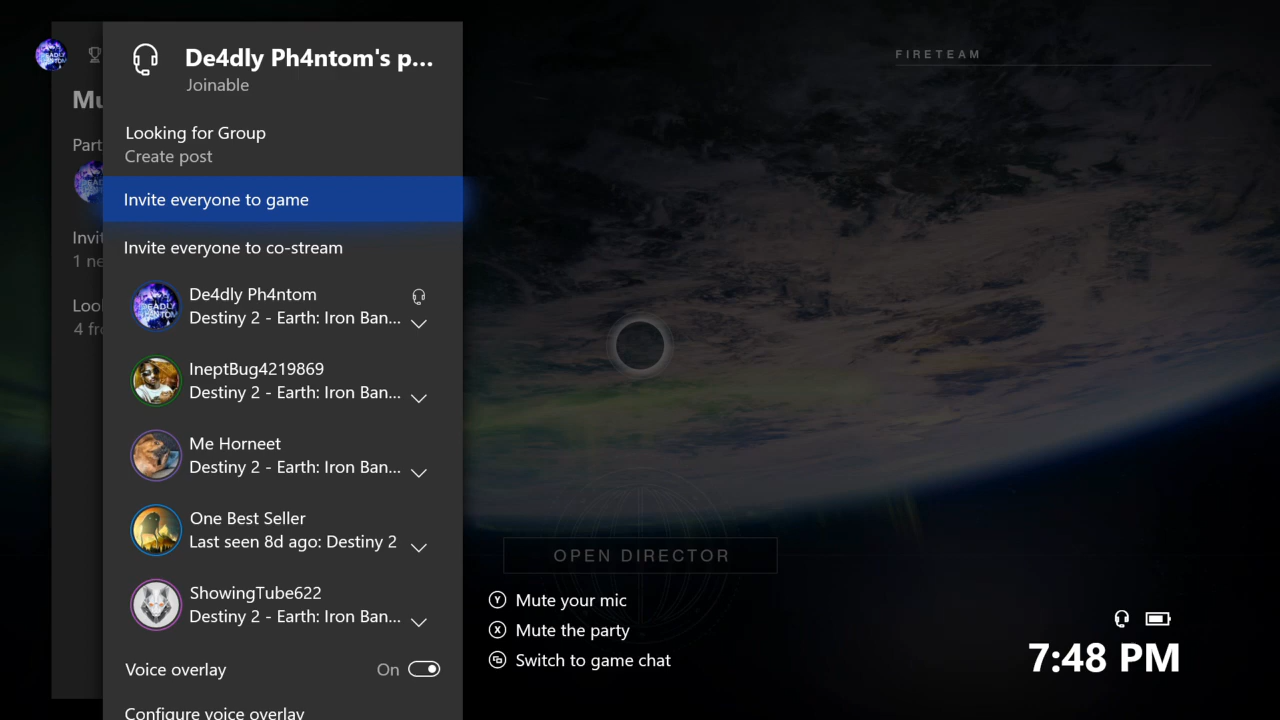 De4dly Ph4ntom's p...
Joinable
Looking for Group
Create post
Invite everyone to game
Invite everyone to co-stream
De4dly Ph4ntom
Destiny 2 - Earth: Iron Ban...
IneptBug4219869
Destiny 2 - Earth: Iron Ban...
Me Horneet
Destiny 2 - Earth: Iron Ban...
One Best Seller
Last seen 8d ago: Destiny 2
ShowingTube622
Destiny 2 - Earth: Iron Ban...
Voice overlay On
Configure voice overlay
Mu
Part
Invit
1 ne
Loo
4 fr
FIRETEAM
OPEN DIRECTOR
Y Mute your mic
X Mute the party
Switch to game chat
7:48 PM